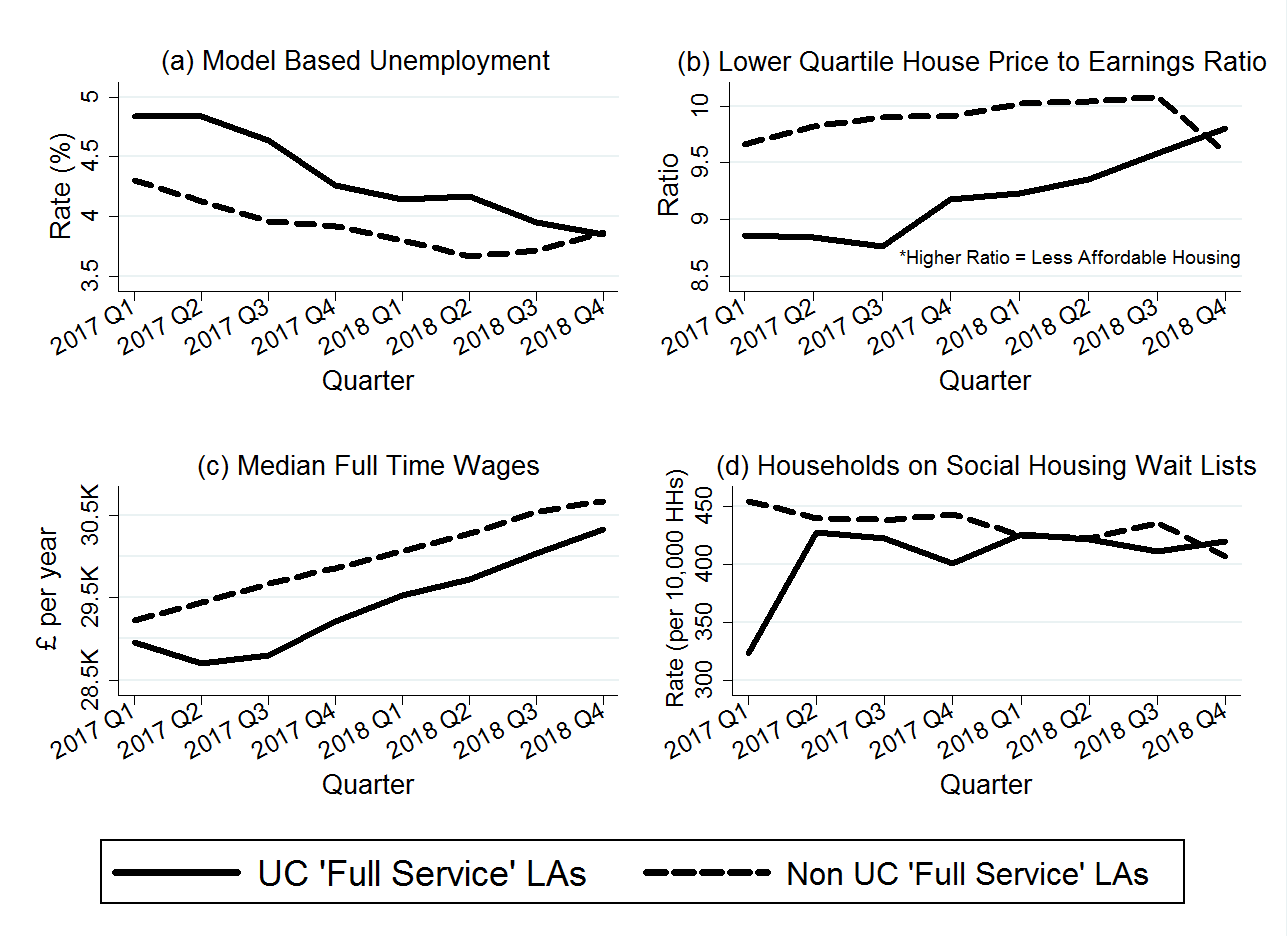 (a) Model Based Unemployment
Rate (%)
5
4.5
4
3.5
2017 Q1
2017 Q2
2017 Q3
2017 Q4
2018 Q1
2018 Q2
2018 Q3
2018 Q4
Quarter
(b) Lower Quartile House Price to Earnings Ratio
Ratio
10
9.5
9
8.5
*Higher Ratio = Less Affordable Housing
2017 Q1
2017 Q2
2017 Q3
2017 Q4
2018 Q1
2018 Q2
2018 Q3
2018 Q4
Quarter
(c) Median Full Time Wages
£ per year
30.5K
29.5K
28.5K
2017 Q1
2017 Q2
2017 Q3
2017 Q4
2018 Q1
2018 Q2
2018 Q3
2018 Q4
Quarter
(d) Households on Social Housing Wait Lists
Rate (per 10,000 HHs)
450
400
350
300
2017 Q1
2017 Q2
2017 Q3
2017 Q4
2018 Q1
2018 Q2
2018 Q3
2018 Q4
Quarter
UC 'Full Service' LAs
Non UC 'Full Service' LAs